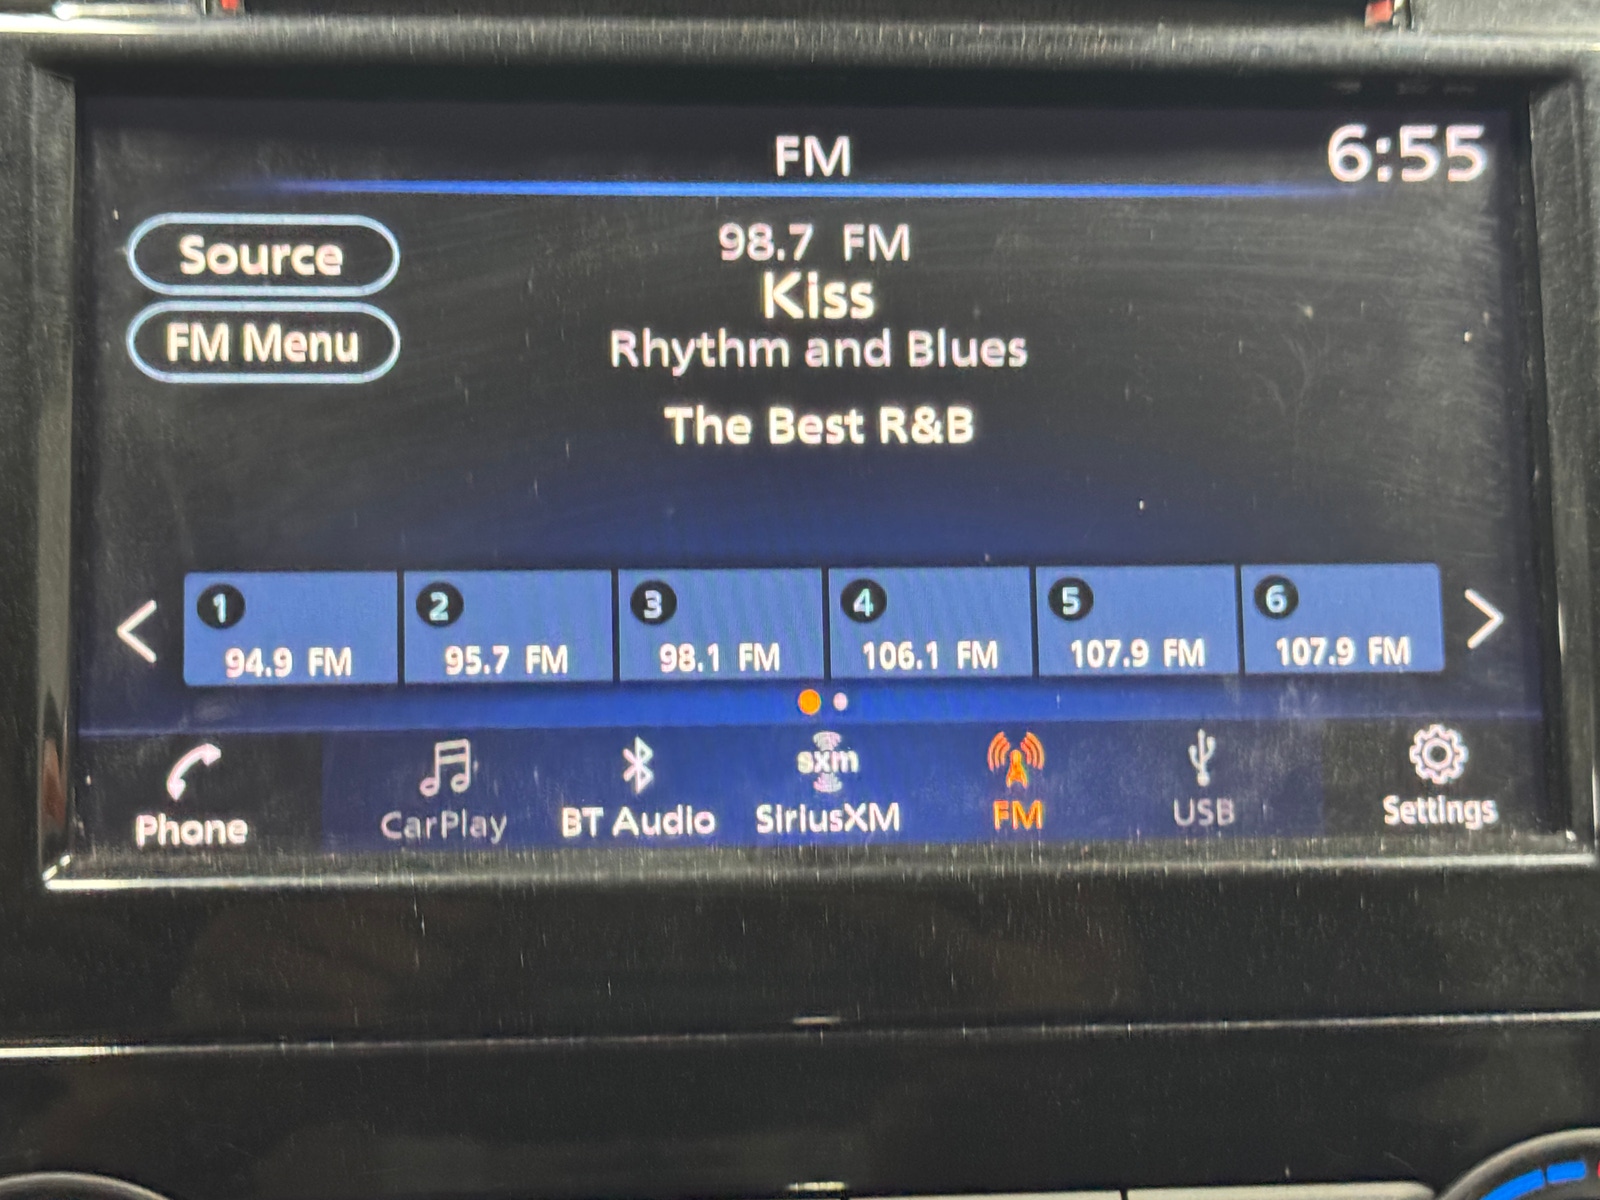 FM
6:55
Source
98.7 FM
Kiss
FM Menu
Rhythm and Blues
The Best R&B
1
2
3
4
5
6
94.9 FM
95.7 FM
98.1 FM
106.1 FM
107.9 FM
107.9 FM
sxm
Phone
CarPlay
BT Audio
SiriusXM
FM
USB
Settings